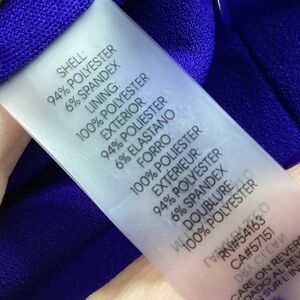 SHELL:
94% POLYESTER
6% SPANDEX
LINING:
100% POLYESTER
EXTERIOR:
94% POLIESTER
6% ELASTANO
FORRO:
100% POLIESTER
EXTÉRIEUR:
94% POLYESTER
6% SPANDEX
DOUBLURE:
100% POLYESTER
RN#54163
CA#57151